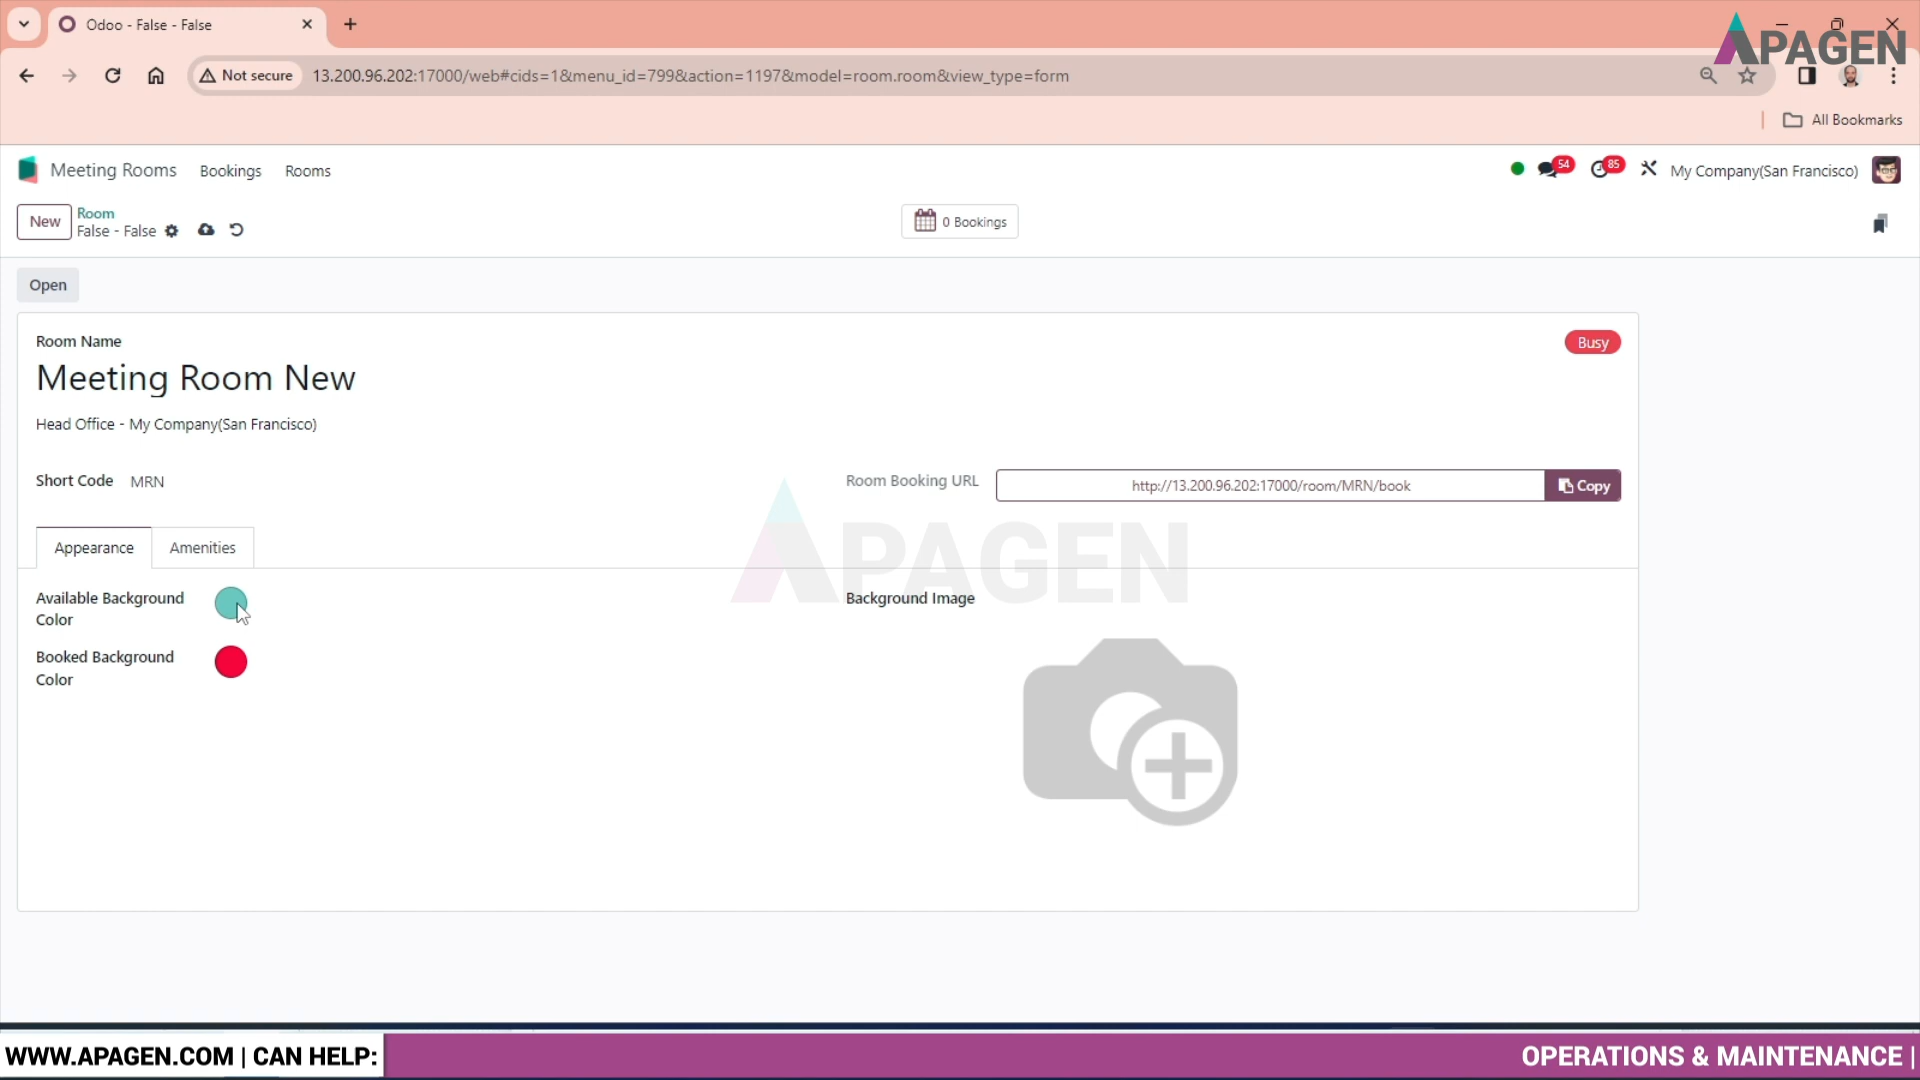 Odoo - False - False
APAGEN
Not secure
13.200.96.202:17000/web#cids=1&menu_id=799&action=1197&model=room.room&view_type=form
All Bookmarks
Meeting Rooms Bookings Rooms
54 85 My Company(San Francisco)
New Room
False - False
0 Bookings
Open
Room Name
Busy
Meeting Room New
Head Office - My Company(San Francisco)
Short Code MRN
Room Booking URL http://13.200.96.202:17000/room/MRN/book Copy
APAGEN
Appearance Amenities
Available Background
Color
Background Image
Booked Background
Color
WWW.APAGEN.COM | CAN HELP: OPERATIONS & MAINTENANCE |